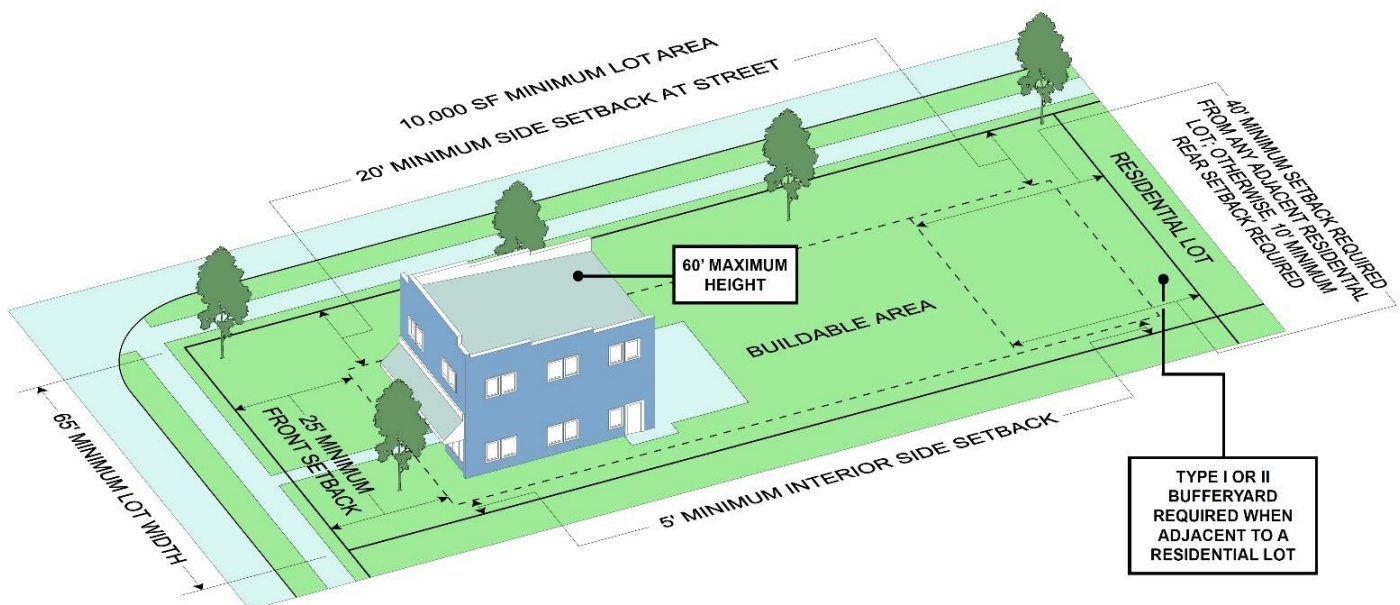 10,000 SF MINIMUM LOT AREA
20' MINIMUM SIDE SETBACK AT STREET
40' MINIMUM SETBACK REQUIRED
FROM ANY ADJACENT RESIDENTIAL
LOT; OTHERWISE, 10' MINIMUM
REAR SETBACK REQUIRED
RESIDENTIAL LOT
60' MAXIMUM
HEIGHT
BUILDABLE AREA
25' MINIMUM
FRONT SETBACK
65' MINIMUM LOT WIDTH
5' MINIMUM INTERIOR SIDE SETBACK
TYPE I OR II
BUFFERYARD
REQUIRED WHEN
ADJACENT TO A
RESIDENTIAL LOT